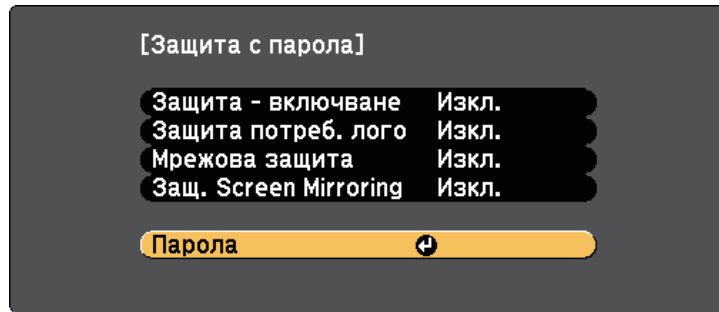 [Защита с парола]
Защита - включване Изкл.
Защита потреб. лого Изкл.
Мрежова защита Изкл.
Защ. Screen Mirroring Изкл.
Парола